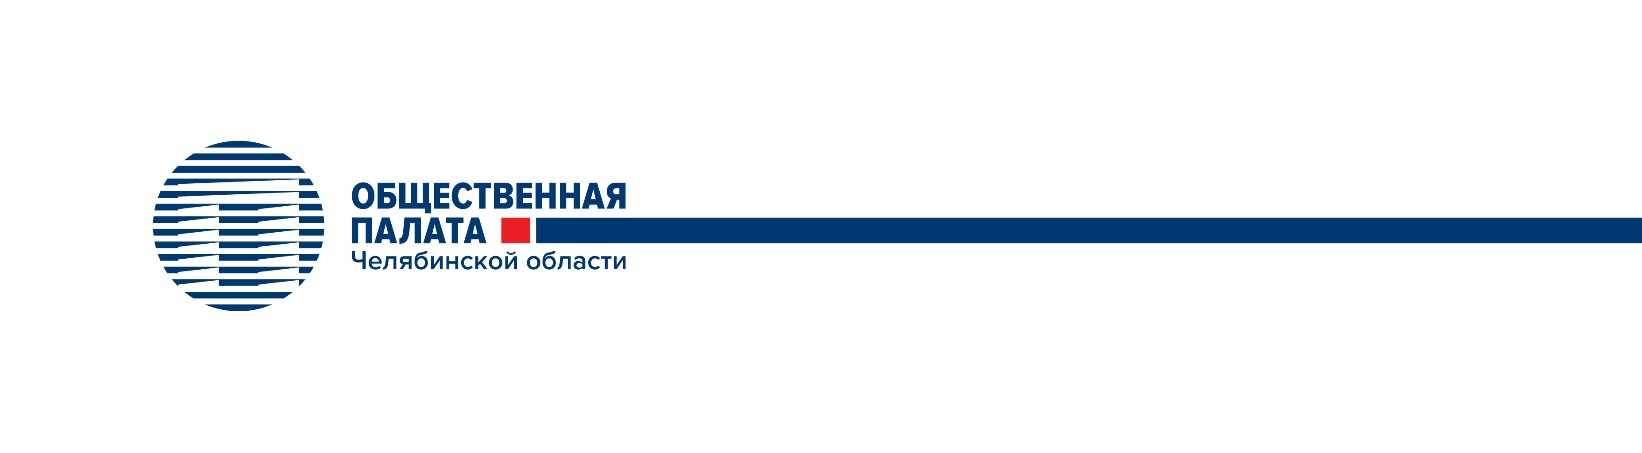 ОБЩЕСТВЕННАЯ
ПАЛАТА
Челябинской области